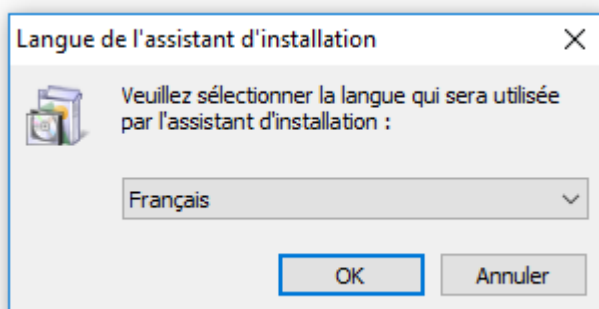 Langue de l'assistant d'installation
Veuillez sélectionner la langue qui sera utilisée
par l'assistant d'installation :
Français
OK
Annuler